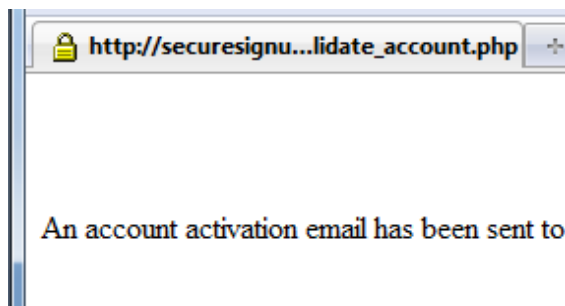 http://securesignu...lidate_account.php
An account activation email has been sent to